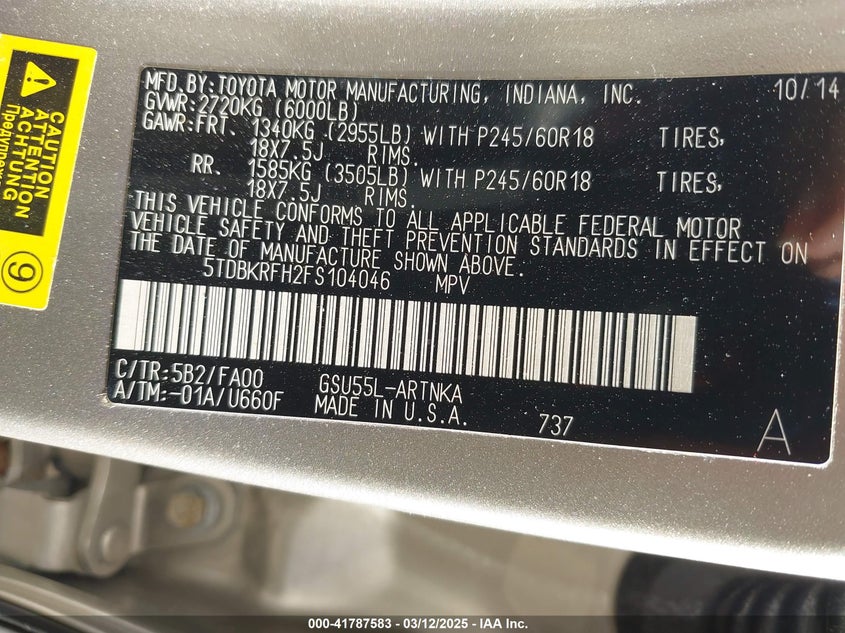 CAUTION
ATTENTION
ACHTUNG
9
MFD.BY:TOYOTA MOTOR MANUFACTURING, INDIANA, INC. 10/14
GVWR:2720KG (6000LB)
GAWR:FRT. 1340KG (2955LB) WITH P245/60R18 TIRES,
18X7.5J RIMS.
RR. 1585KG (3505LB) WITH P245/60R18 TIRES,
18X7.5J RIMS.
THIS VEHICLE CONFORMS TO ALL APPLICABLE FEDERAL MOTOR
VEHICLE SAFETY AND THEFT PREVENTION STANDARDS IN EFFECT ON
THE DATE OF MANUFACTURE SHOWN ABOVE.
5TDBKRFH2FS104046 MPV
C/TR:5B2/FA00 GSU55L-ARTNKA
A/TM:-01A/U660F MADE IN U.S.A.
737 A
000-41787583 - 03/12/2025 - IAA Inc.